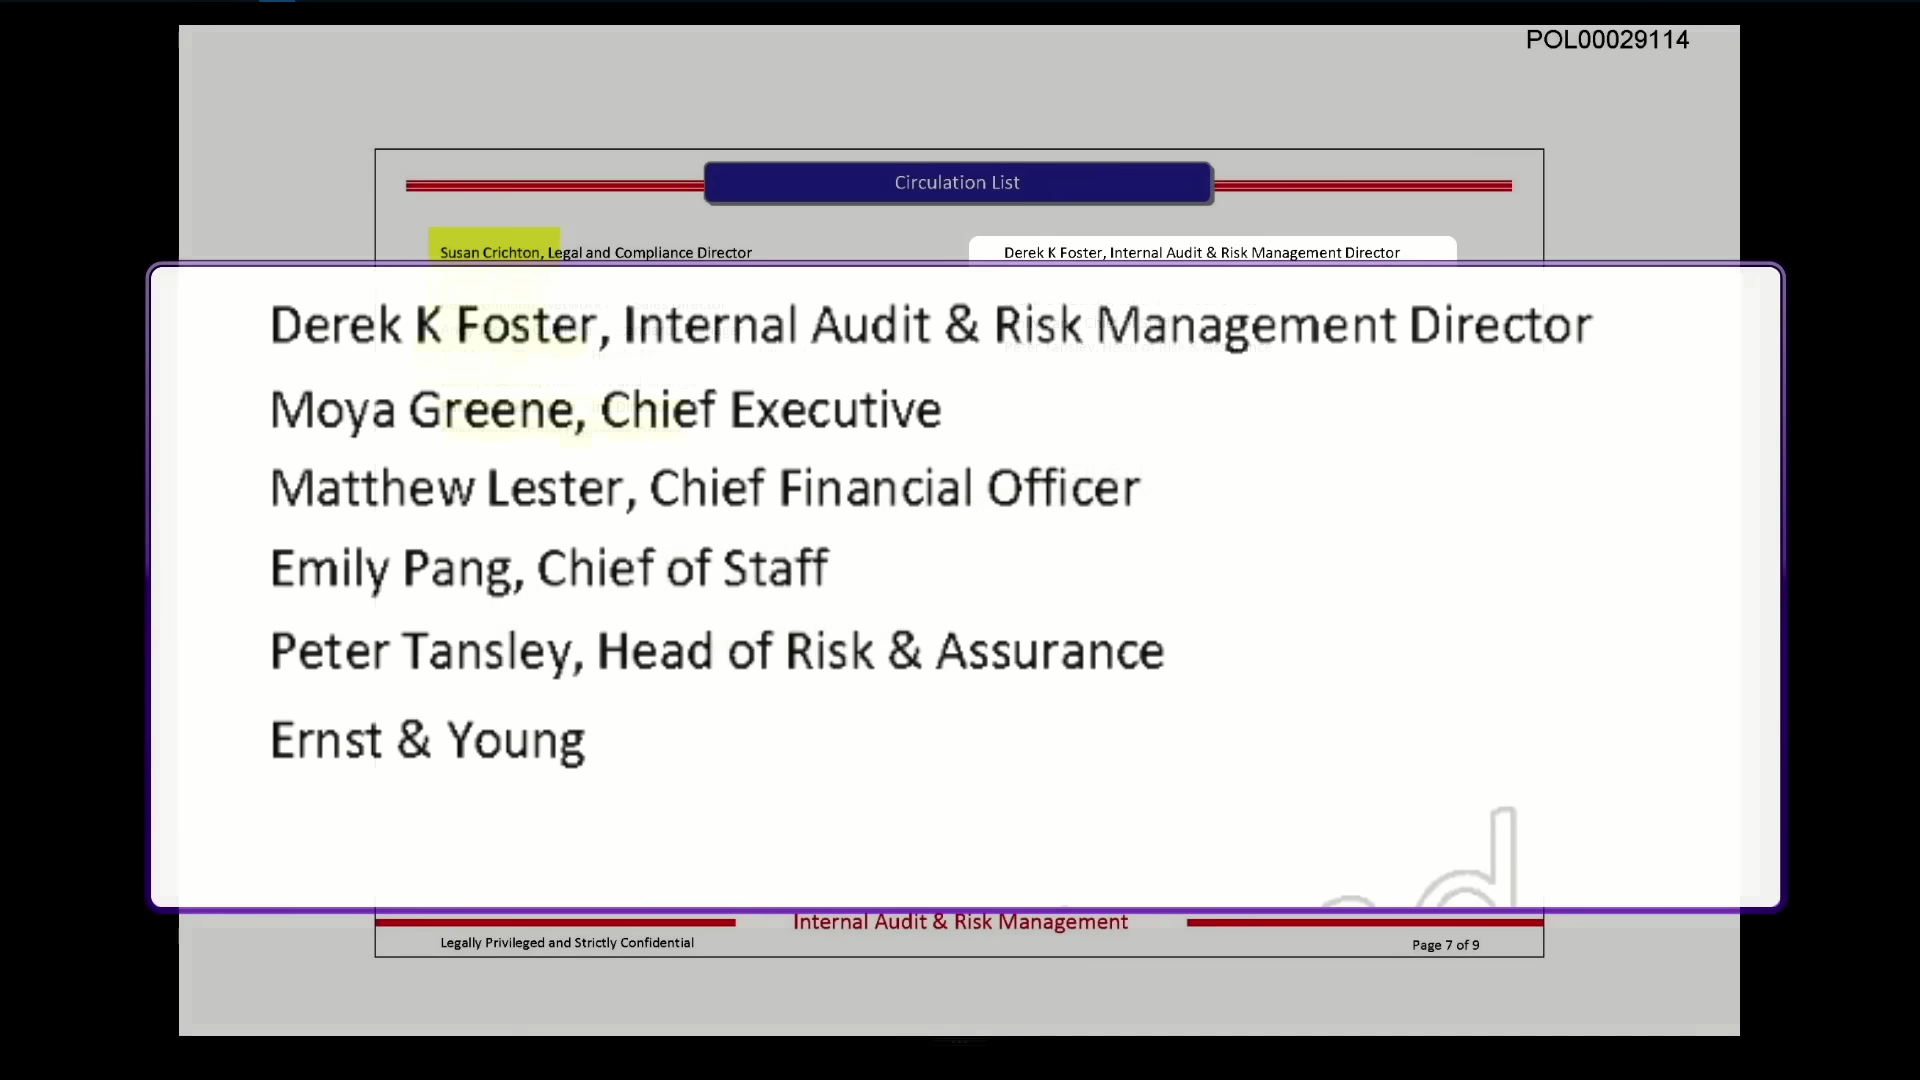 POL00029114
Circulation List
Susan Crichton, Legal and Compliance Director
Derek K Foster, Internal Audit & Risk Management Director
Derek K Foster, Internal Audit & Risk Management Director
Moya Greene, Chief Executive
Matthew Lester, Chief Financial Officer
Emily Pang, Chief of Staff
Peter Tansley, Head of Risk & Assurance
Ernst & Young
Internal Audit & Risk Management
Legally Privileged and Strictly Confidential
Page 7 of 9